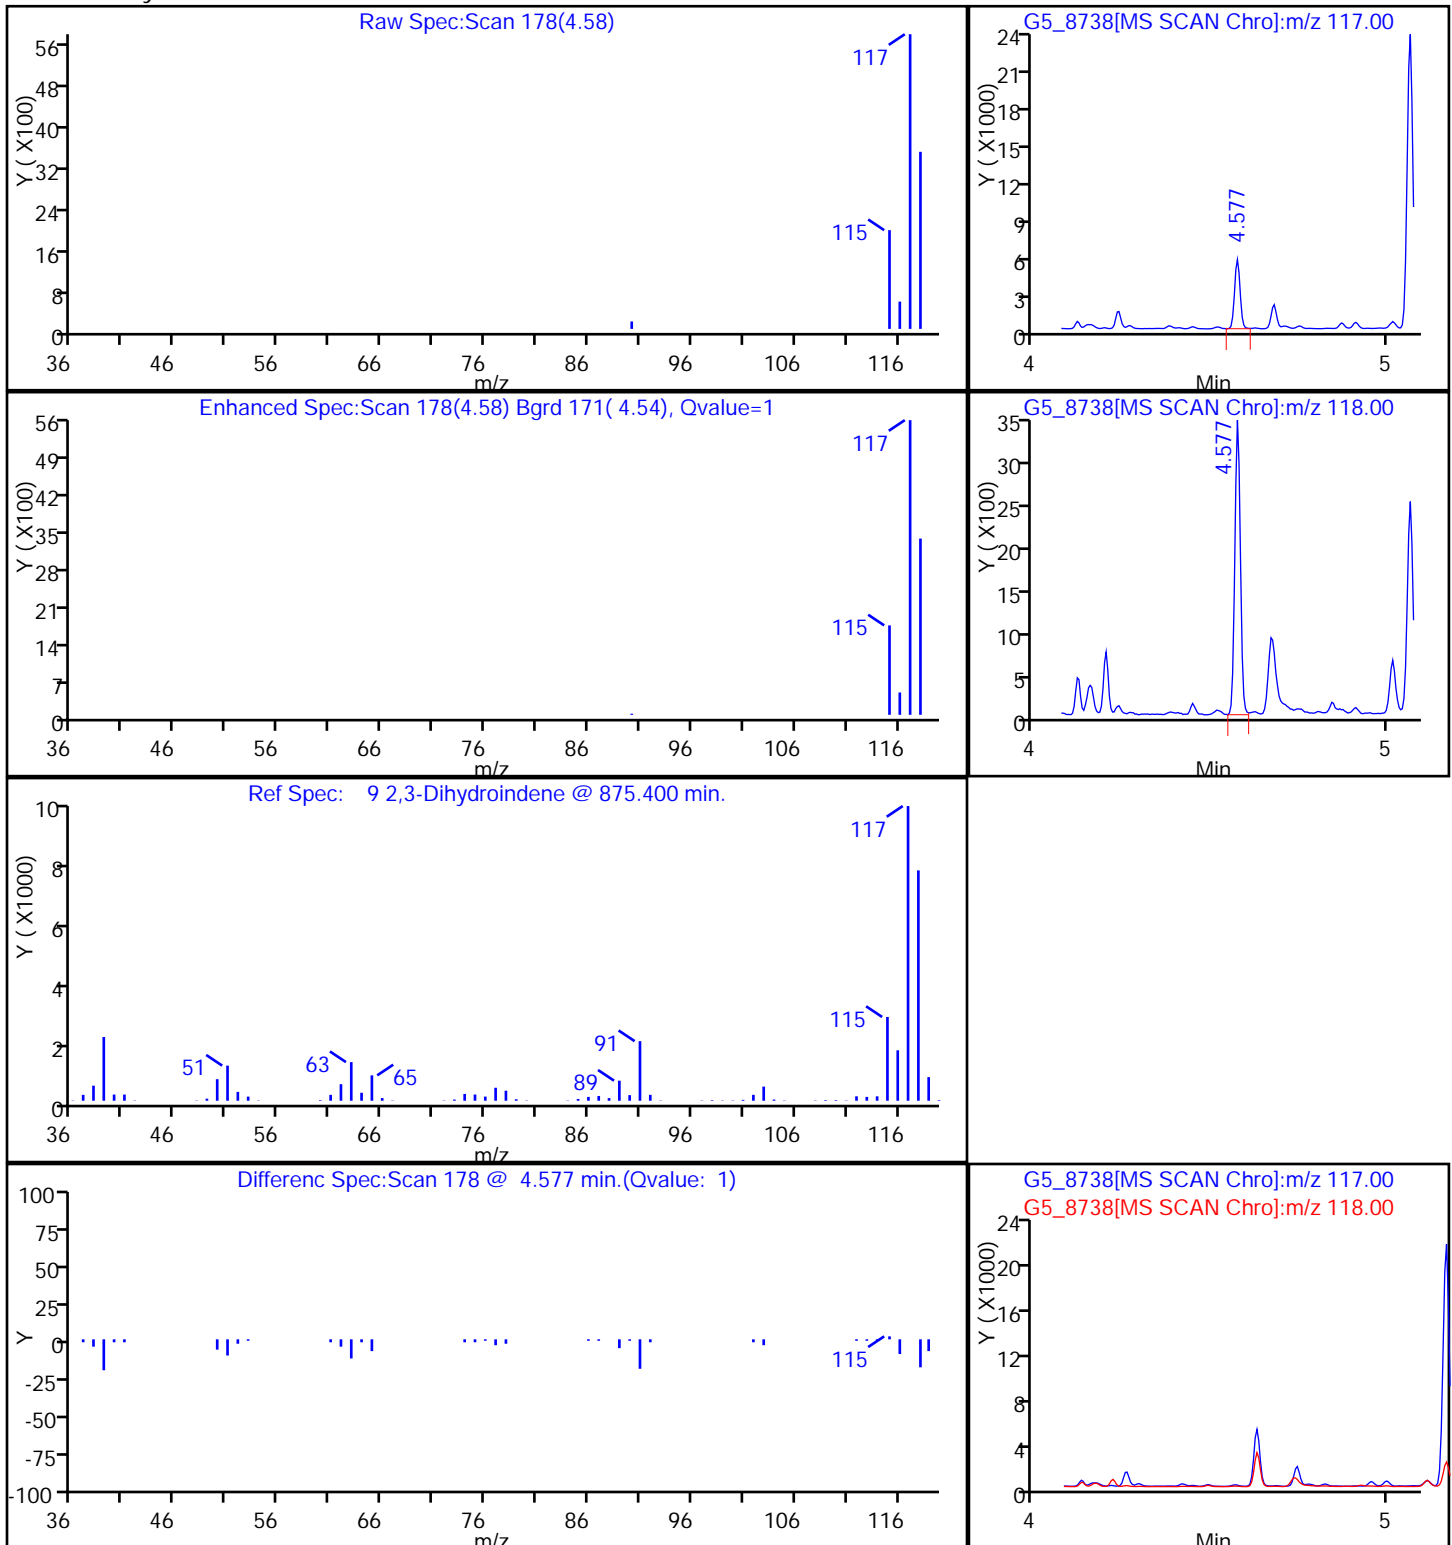 Raw Spec:Scan 178(4.58)
Y ( X100)
56
48
40
32
24
16
8
0
117
115
36 46 56 66 76 86 96 106 116
m/z
G5_8738[MS SCAN Chro]:m/z 117.00
Y ( X1000)
24
21
18
15
12
9
6
3
0
4.577
4 5
Min
Enhanced Spec:Scan 178(4.58) Bgrd 171( 4.54), Qvalue=1
Y ( X100)
56
49
42
35
28
21
14
7
0
117
115
36 46 56 66 76 86 96 106 116
m/z
G5_8738[MS SCAN Chro]:m/z 118.00
Y ( X100)
35
30
25
20
15
10
5
0
4.577
4 5
Min
Ref Spec: 9 2,3-Dihydroindene @ 875.400 min.
Y ( X1000)
10
8
6
4
2
0
51
63
65
89
91
115
117
36 46 56 66 76 86 96 106 116
m/z
Differenc Spec:Scan 178 @ 4.577 min.(Qvalue: 1)
Y
100
75
50
25
0
-25
-50
-75
-100
115
36 46 56 66 76 86 96 106 116
m/z
G5_8738[MS SCAN Chro]:m/z 117.00
G5_8738[MS SCAN Chro]:m/z 118.00
Y ( X1000)
24
20
16
12
8
4
0
4 5
Min